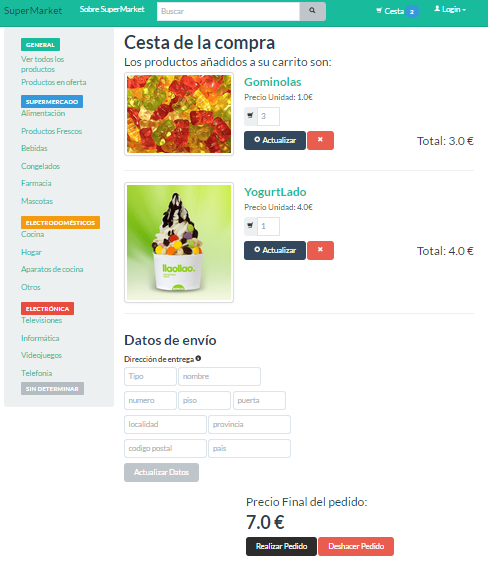 SuperMarket
Sobre SuperMarket
Buscar
Cesta 3
Login
GENERAL
Ver todos los
productos
Productos en oferta
SUPERMERCADO
Alimentación
Productos Frescos
Bebidas
Congelados
Farmacia
Mascotas
ELECTRODOMÉSTICOS
Cocina
Hogar
Aparatos de cocina
Otros
ELECTRÓNICA
Televisiones
Informática
Videojuegos
Telefonía
SIN DETERMINAR
Cesta de la compra
Los productos añadidos a su carrito son:
Gominolas
Precio Unidad: 1.0€
3
Actualizar
Total: 3.0 €
llaollao.
YogurtLado
Precio Unidad: 4.0€
1
Actualizar
Total: 4.0 €
Datos de envío
Dirección de entrega
Tipo nombre
numero piso puerta
localidad provincia
codigo postal pais
Actualizar Datos
Precio Final del pedido:
7.0 €
Realizar Pedido Deshacer Pedido